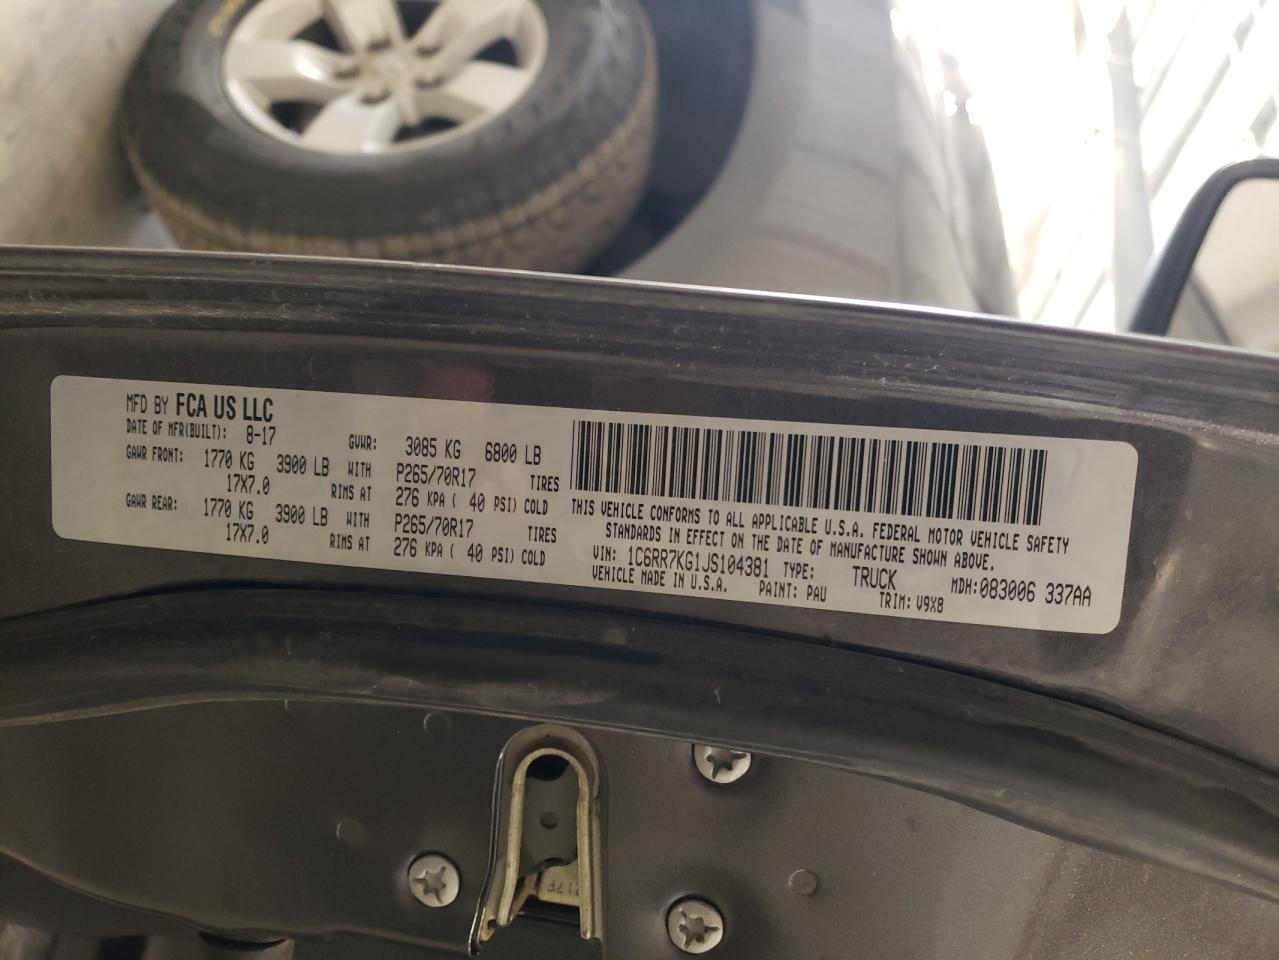 MFD BY FCA US LLC
DATE OF MFR(BUILT): 8-17 GVWR: 3085 KG 6800 LB
GAWR FRONT: 1770 KG 3900 LB WITH P265/70R17 TIRES
17X7.0 RIMS AT 276 KPA ( 40 PSI) COLD
GAWR REAR: 1770 KG 3900 LB WITH P265/70R17 TIRES
17X7.0 RIMS AT 276 KPA ( 40 PSI) COLD
THIS VEHICLE CONFORMS TO ALL APPLICABLE U.S.A. FEDERAL MOTOR VEHICLE SAFETY
STANDARDS IN EFFECT ON THE DATE OF MANUFACTURE SHOWN ABOVE.
VIN: 1C6RR7KG1JS104381 TYPE: TRUCK MDH:083006 337AA
VEHICLE MADE IN U.S.A. PAINT: PAU TRIM: V9X8